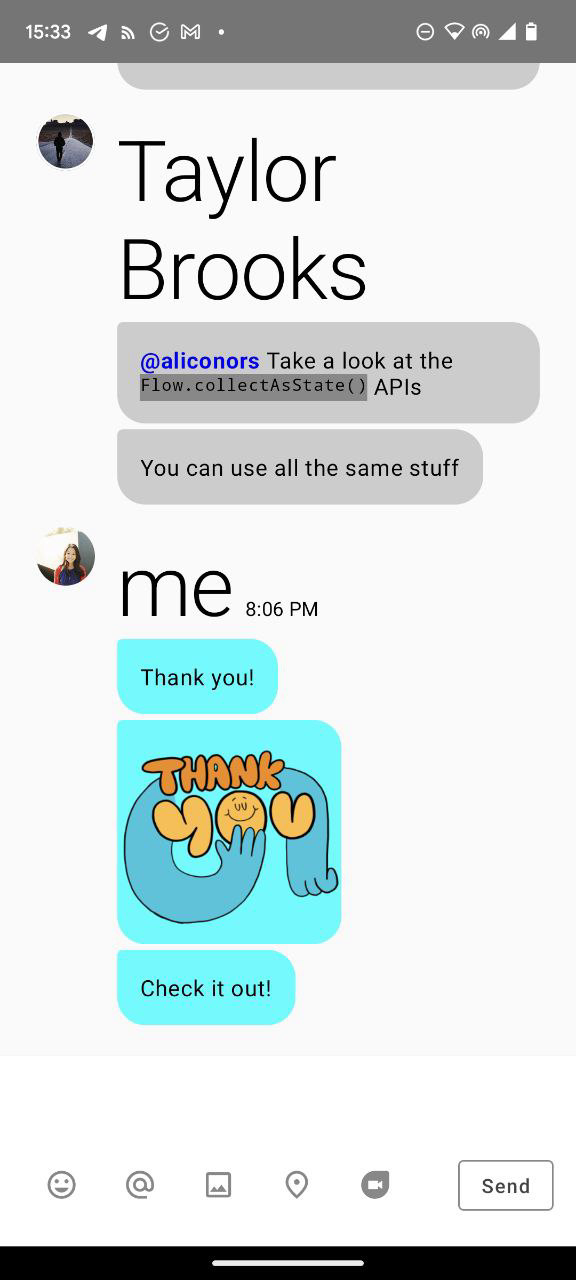 15:33
Taylor
Brooks
@aliconors Take a look at the
Flow.collectAsState() APIs
You can use all the same stuff
me 8:06 PM
Thank you!
THANK
YOU
Check it out!
Send